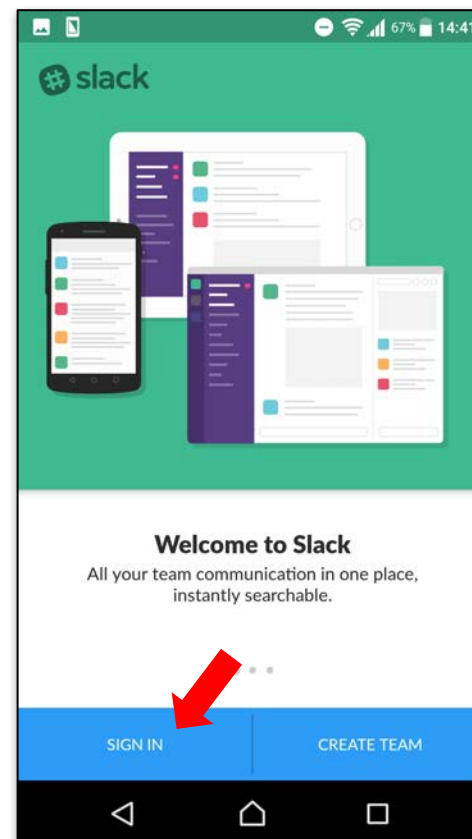 67% 14:41
slack
Welcome to Slack
All your team communication in one place,
instantly searchable.
SIGN IN
CREATE TEAM